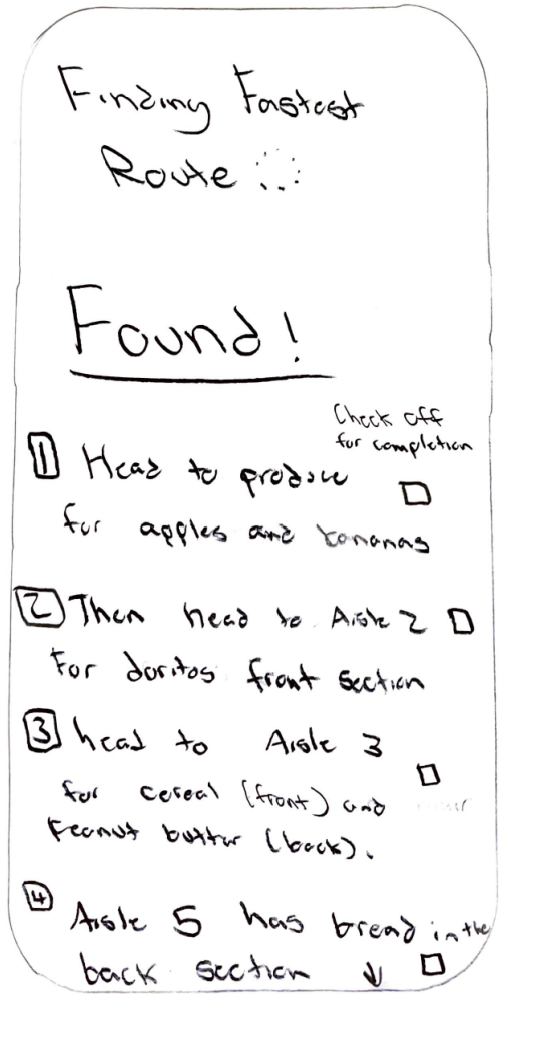 Finding Fastest
Route
Found!
Check off
for completion
1 Head to produce
for apples and bananas
2 Then head to Aisle 2
for doritos front section
3 head to Aisle 3
for cereal (front) and
Peanut butter (back).
4 Aisle 5 has bread in the
back section ↓